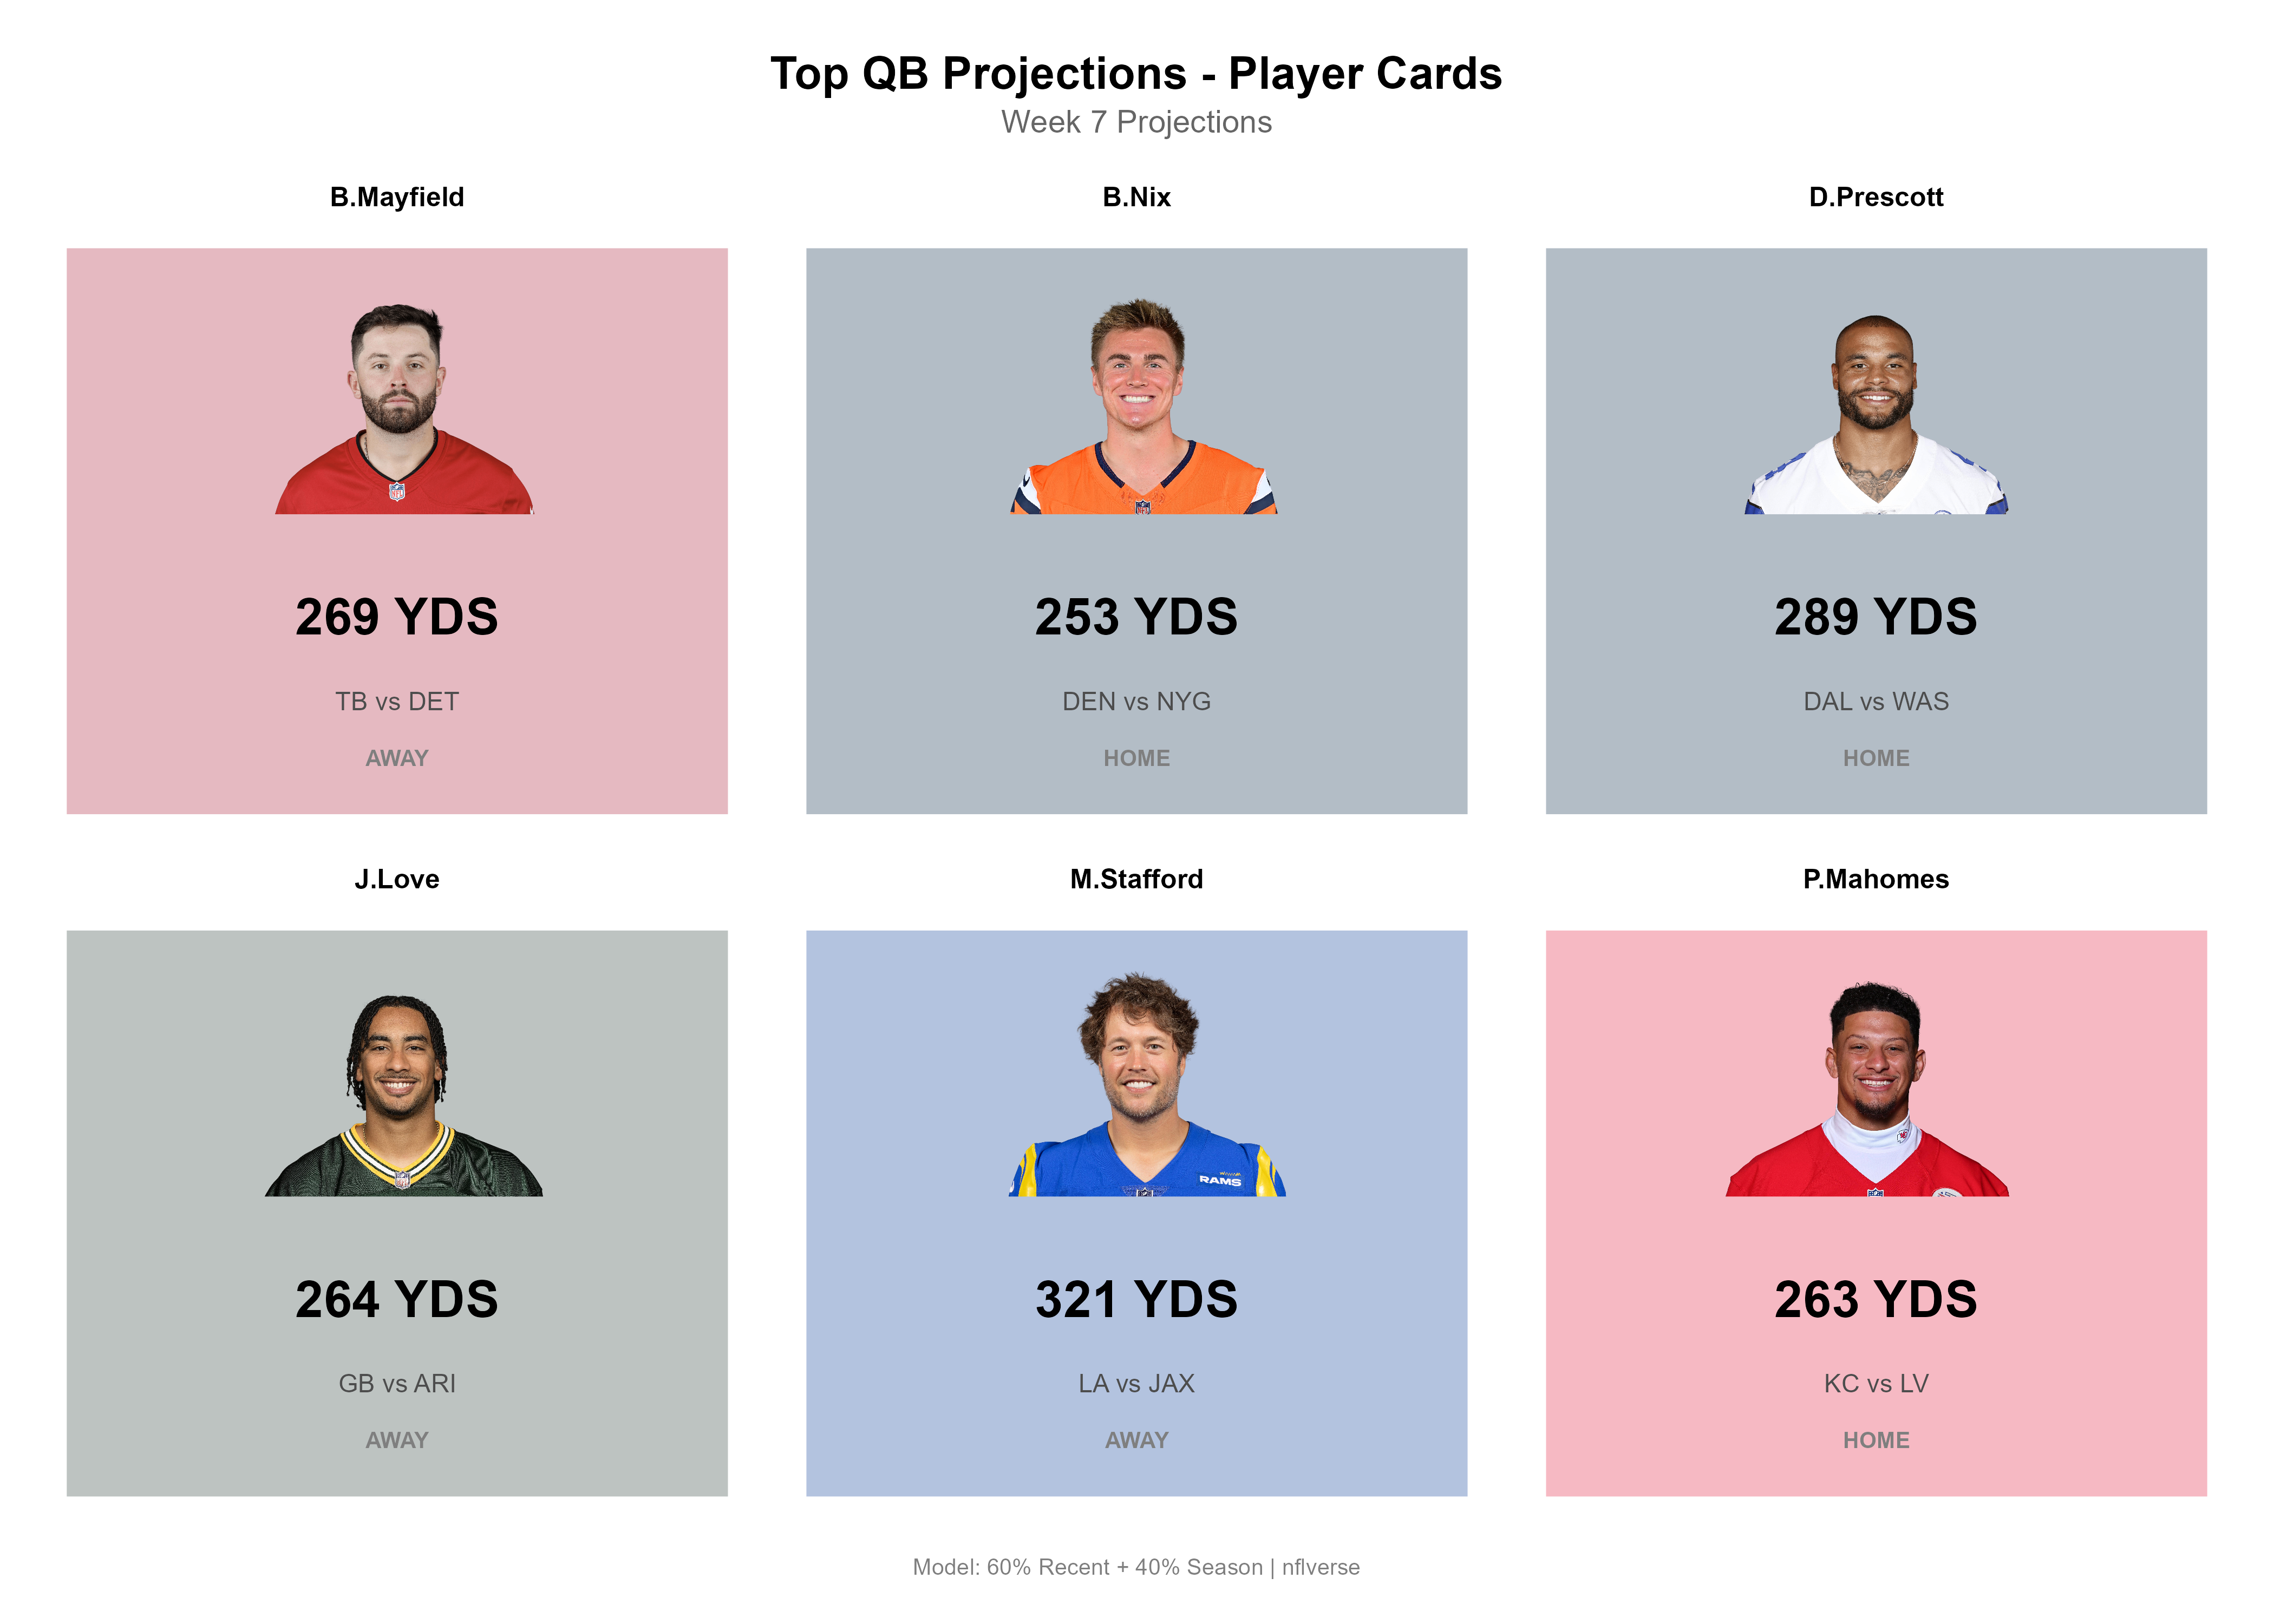 Top QB Projections - Player Cards
Week 7 Projections
B.Mayfield
B.Nix
D.Prescott
269 YDS
253 YDS
289 YDS
TB vs DET
DEN vs NYG
DAL vs WAS
AWAY
HOME
HOME
J.Love
M.Stafford
P.Mahomes
RAMS
264 YDS
321 YDS
263 YDS
GB vs ARI
LA vs JAX
KC vs LV
AWAY
AWAY
HOME
Model: 60% Recent + 40% Season | nflverse